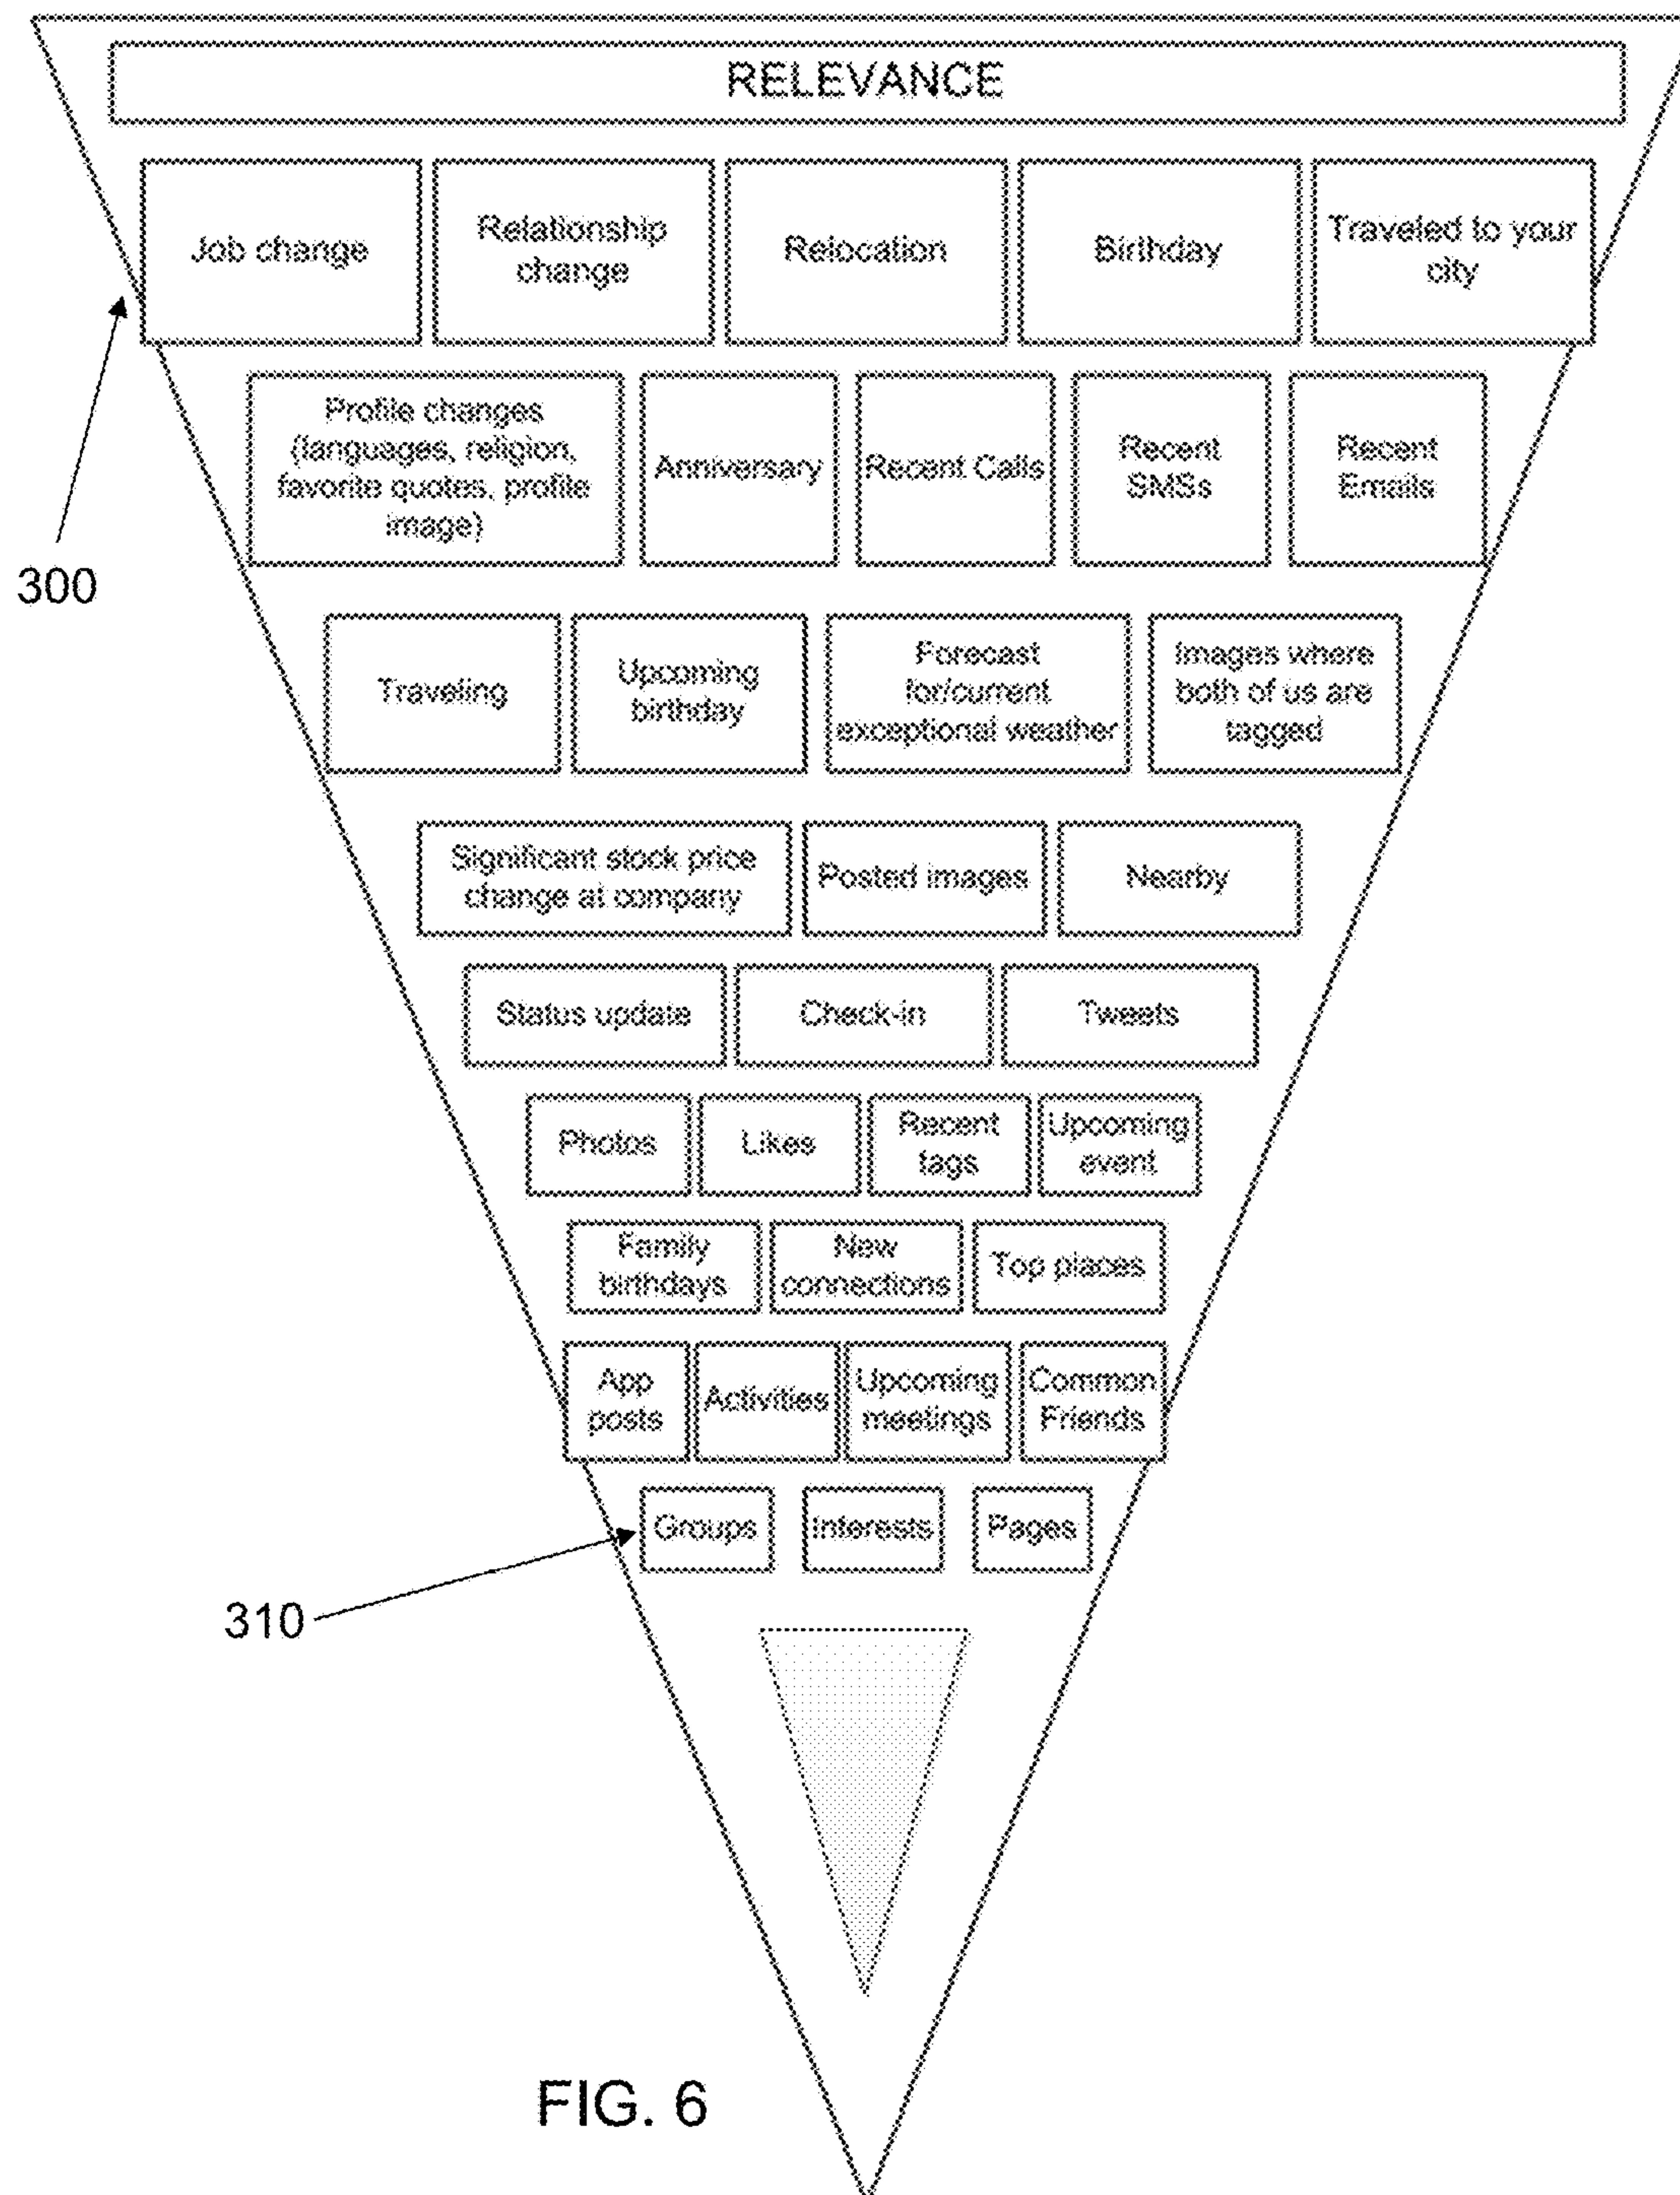 RELEVANCE
Job change
Relationship
change
Relocation
Birthday
Traveled to your
city
Profile changes
(languages, religion,
favorite quotes, profile
image)
Anniversary
Recent Calls
Recent
SMSs
Recent
Emails
300
Traveling
Upcoming
birthday
Forecast
for/current
exceptional weather
Images where
both of us are
tagged
Significant stock price
change at company
Posted images
Nearby
Status update
Check-in
Tweets
Photos
Likes
Recent
tags
Upcoming
event
Family
birthdays
New
connections
Top places
App
posts
Activities
Upcoming
meetings
Common
Friends
Groups
Interests
Pages
310
FIG. 6